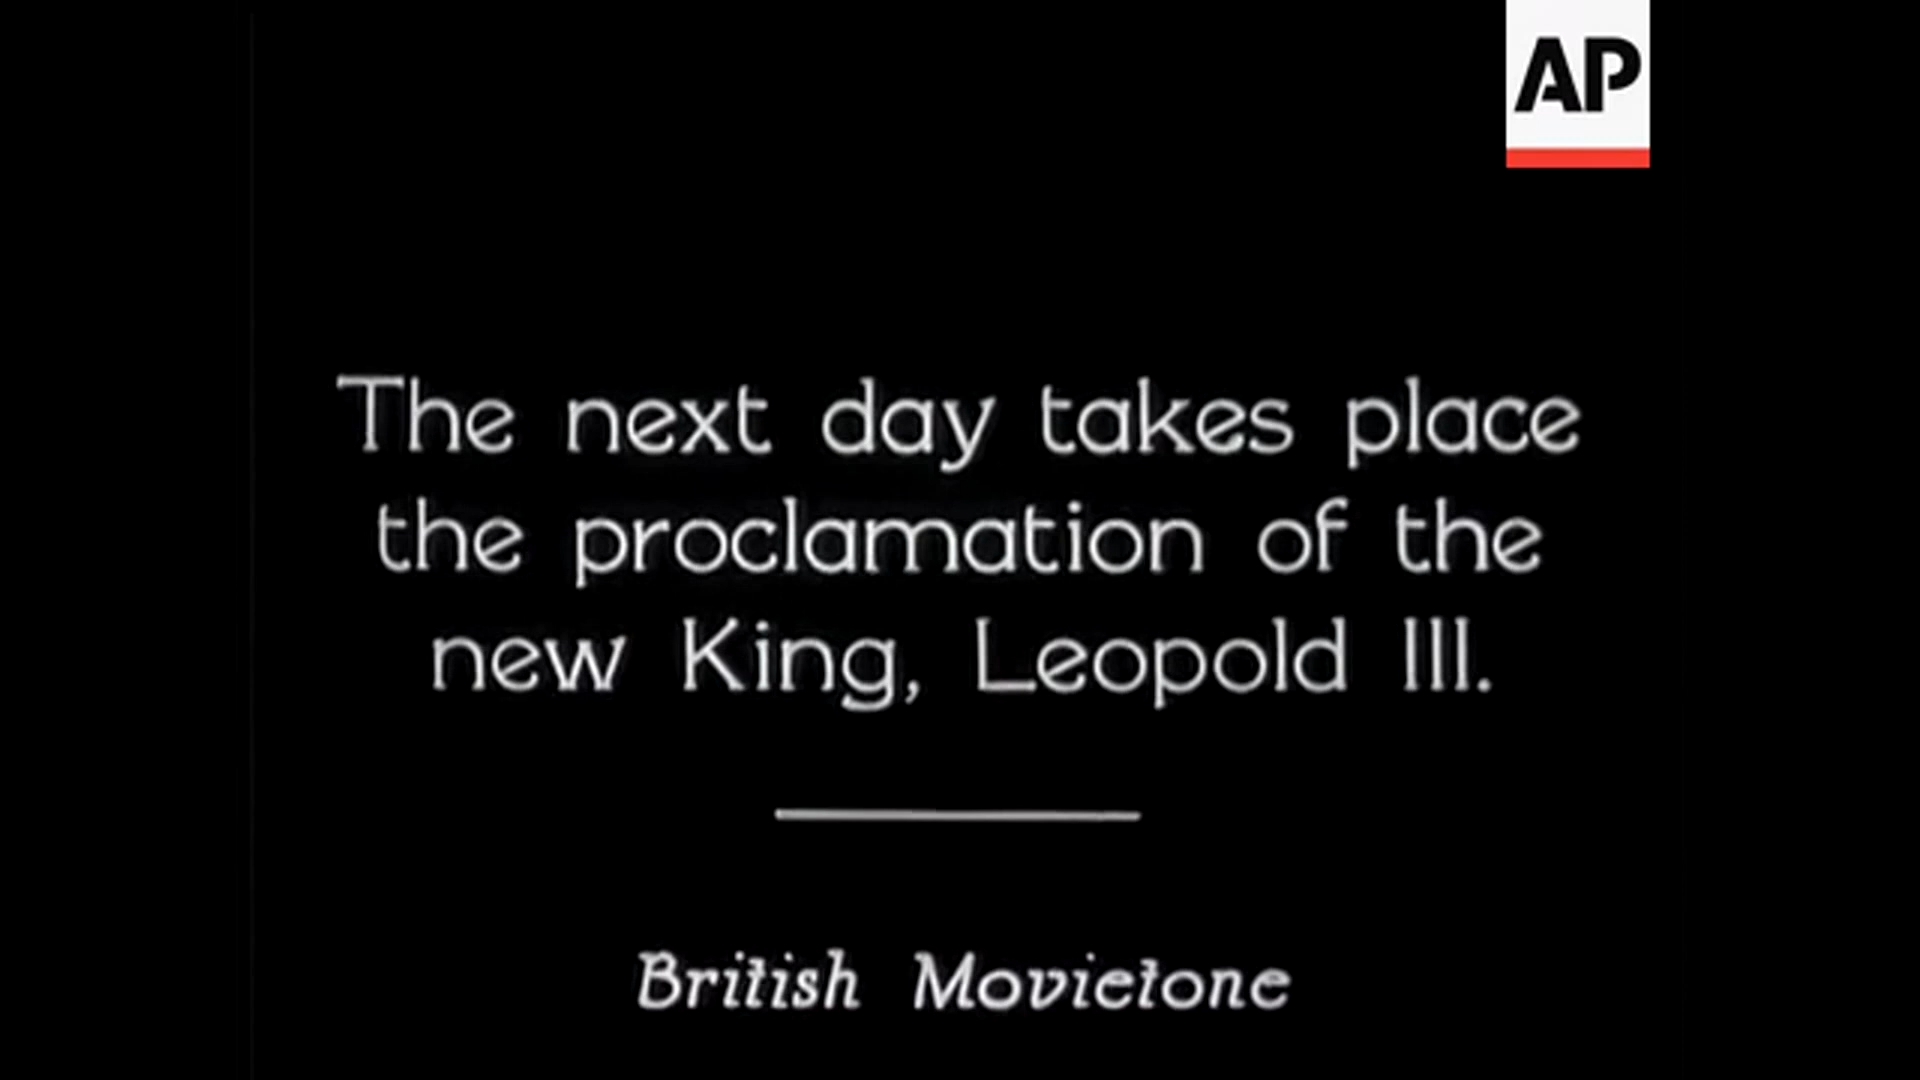 AP
The next day takes place
the proclamation of the
new King, Leopold III.
British Movietone